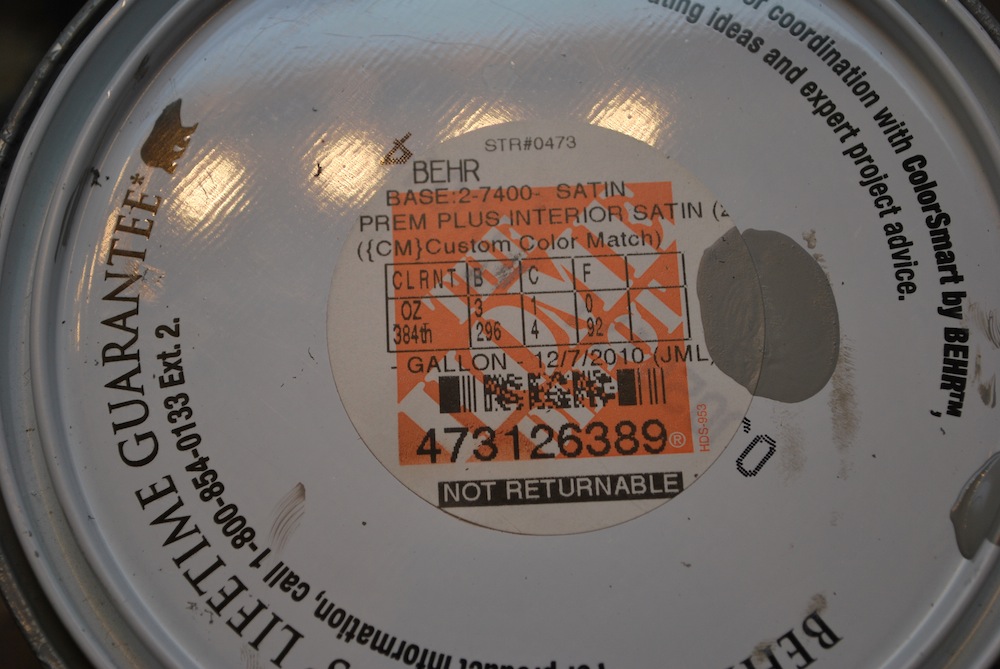 or coordination with ColorSmart by BEHR™,
ating ideas and expert project advice.
STR#0473
BEHR
BASE:2-7400- SATIN
PREM PLUS INTERIOR SATIN (2
({CM}Custom Color Match)
CLRNT B C F
OZ 3 1 0
384th 296 4 92
THE HOME DEPOT
- GALLON - 12/7/2010 (JML
473126389®
HDS-953
NOT RETURNABLE
LIFETIME GUARANTEE*
For product information, call 1-800-854-0133 Ext. 2.
BEH